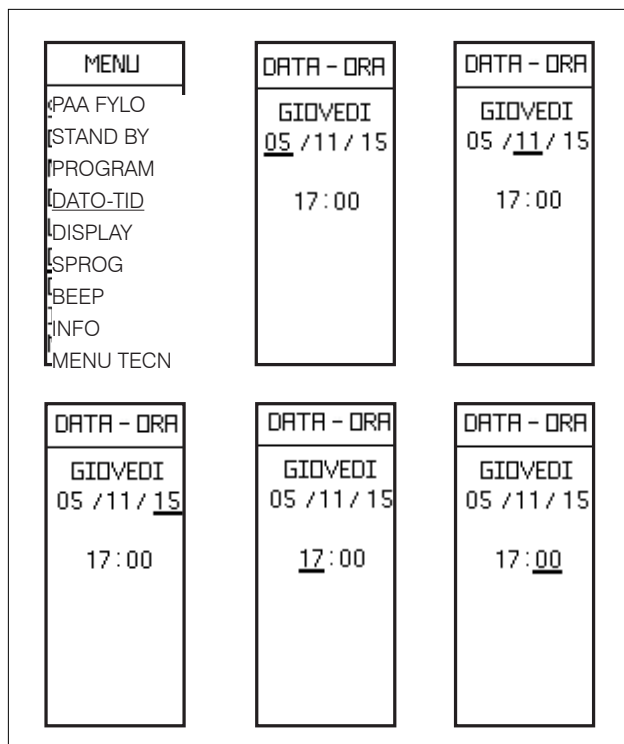 MENU
PAA FYLO
STAND BY
PROGRAM
DATO-TID
DISPLAY
SPROG
BEEP
INFO
MENU TECN
DATA - ORA
GIOVEDI
05 / 11 / 15
17:00
DATA - ORA
GIOVEDI
05 / 11 / 15
17:00
DATA - ORA
GIOVEDI
05 / 11 / 15
17:00
DATA - ORA
GIOVEDI
05 / 11 / 15
17:00
DATA - ORA
GIOVEDI
05 / 11 / 15
17:00